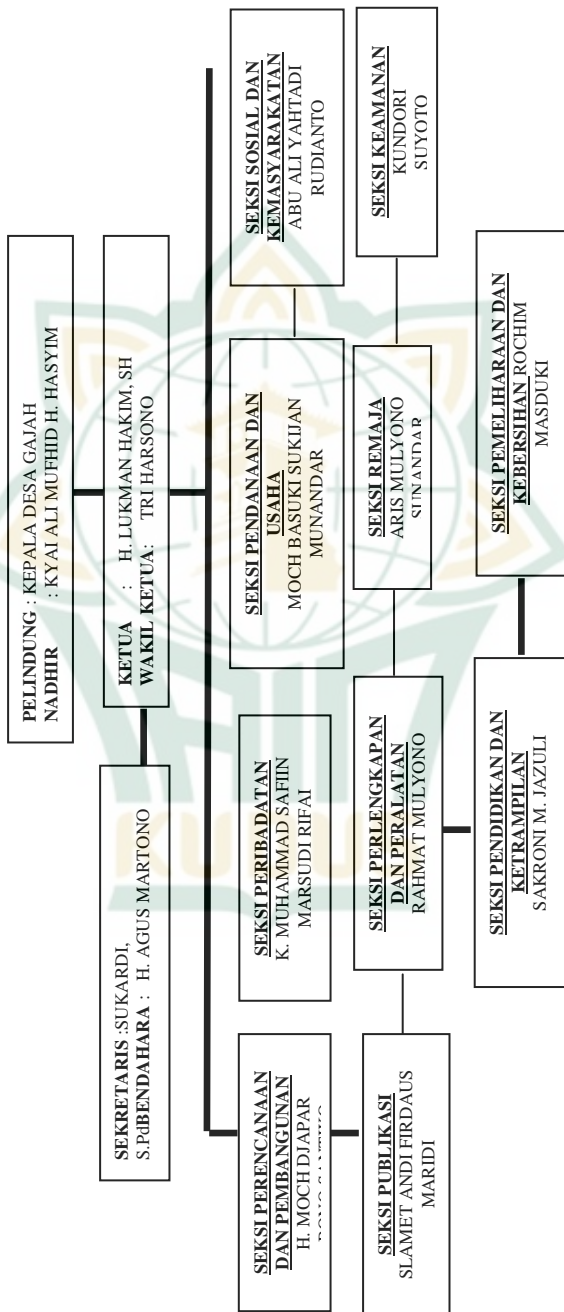 PELINDUNG : KEPALA DESA GAJAH
NADHIR : KYAI ALI MUFHID H. HASYIM
KETUA : H. LUKMAN HAKIM, SH
WAKIL KETUA : TRI HARSONO
SEKRETARIS :SUKARDI,
S.PdBENDAHARA : H. AGUS MARTONO
SEKSI PERENCANAAN
DAN PEMBANGUNAN
H. MOCH DJAPAR
SEKSI PERIBADATAN
K. MUHAMMAD SAFIIN
MARSUDI RIFAI
SEKSI PENDANAAN DAN
USAHA
MOCH BASUKI SUKIJAN
MUNANDAR
SEKSI SOSIAL DAN
KEMASYARAKATAN
ABU ALI YAHTADI
RUDIANTO
SEKSI PUBLIKASI
SLAMET ANDI FIRDAUS
MARIDI
SEKSI PERLENGKAPAN
DAN PERALATAN
RAHMAT MULYONO
SEKSI REMAJA
ARIS MULYONO
SUNANDAR
SEKSI KEAMANAN
KUNDORI
SUYOTO
SEKSI PENDIDIKAN DAN
KETRAMPILAN
SAKRONI M. JAZULI
SEKSI PEMELIHARAAN DAN
KEBERSIHAN ROCHIM
MASDUKI